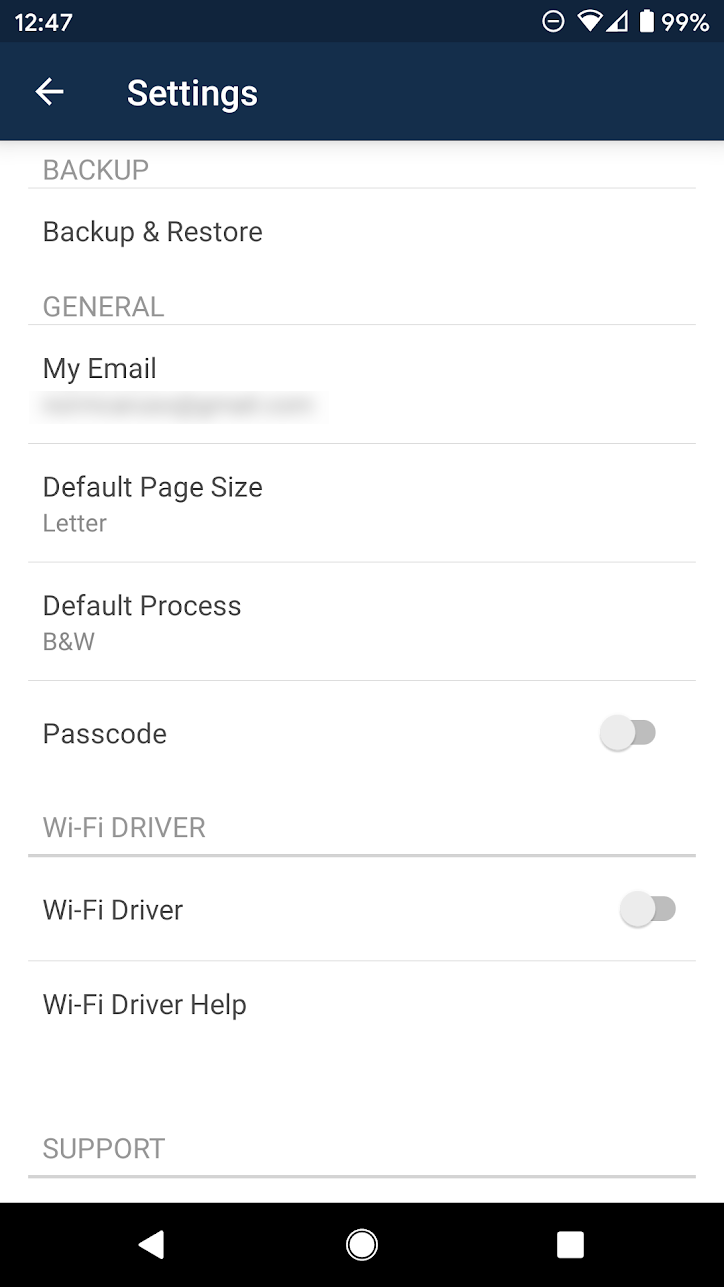 12:47
99%
Settings
BACKUP
Backup & Restore
GENERAL
My Email
Default Page Size
Letter
Default Process
B&W
Passcode
Wi-Fi DRIVER
Wi-Fi Driver
Wi-Fi Driver Help
SUPPORT